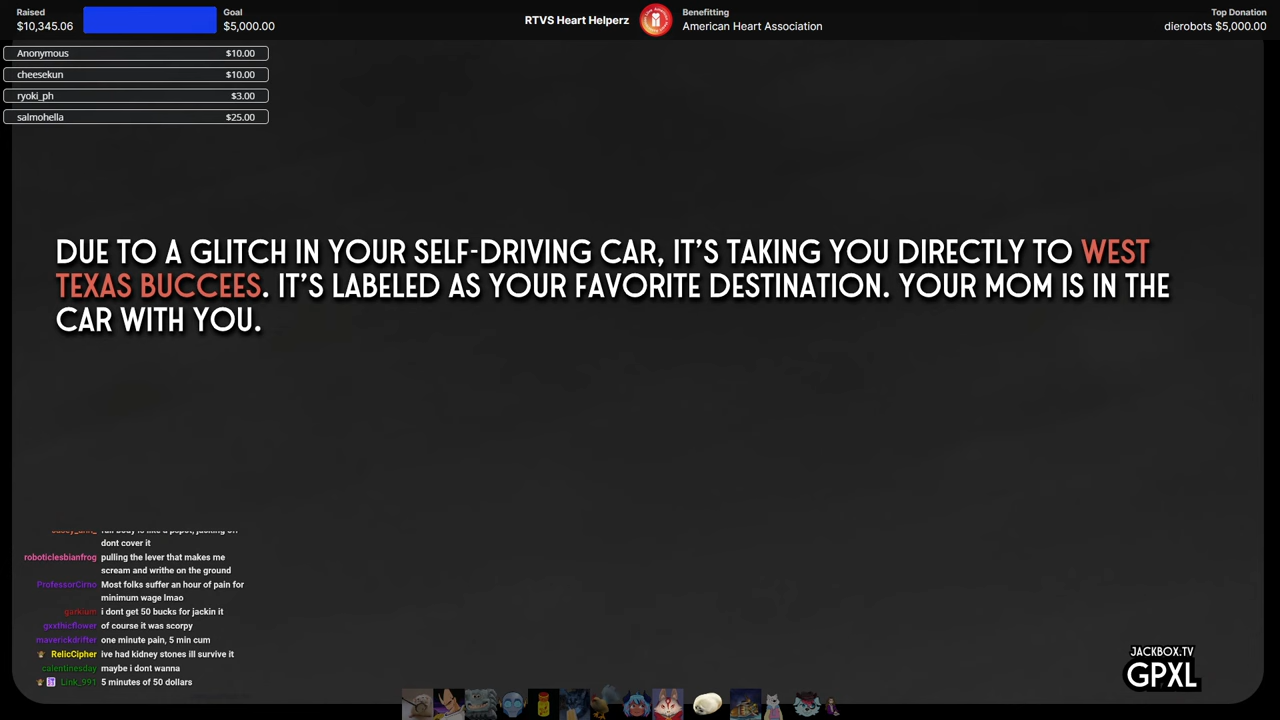 Raised
$10,345.06
Goal
$5,000.00
RTVS Heart Helperz
Benefitting
American Heart Association
Top Donation
dierobots $5,000.00
Anonymous $10.00
cheesekun $10.00
ryoki_ph $3.00
salmohella $25.00
DUE TO A GLITCH IN YOUR SELF-DRIVING CAR, IT'S TAKING YOU DIRECTLY TO WEST
TEXAS BUCCEES. IT'S LABELED AS YOUR FAVORITE DESTINATION. YOUR MOM IS IN THE
CAR WITH YOU.
dont cover it
roboticlesbianfrog pulling the lever that makes me
scream and writhe on the ground
ProfessorCirno Most folks suffer an hour of pain for
minimum wage lmao
garkium i dont get 50 bucks for jackin it
gxxthicflower of course it was scorpy
maverickdrifter one minute pain, 5 min cum
RelicCipher ive had kidney stones ill survive it
calentinesday maybe i dont wanna
Link_991 5 minutes of 50 dollars
JACKBOX.TV
GPXL